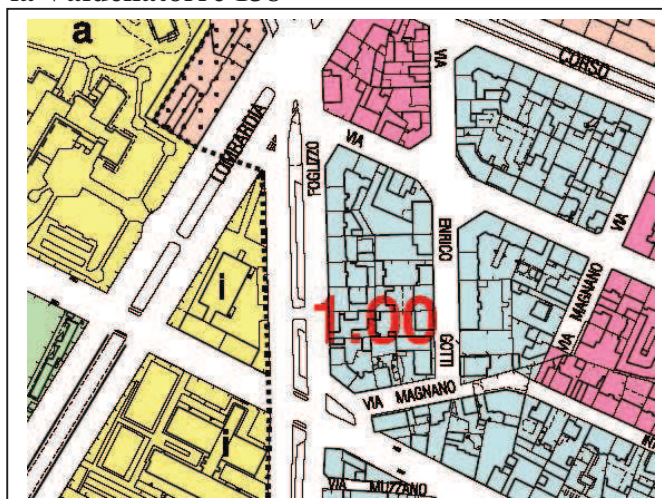 a
CORSO
VIA
LOMBARDIA
VIA
FOGLIZZO
ENRICO
VIA
VIA MAGNANO
i
1.00
GOTTI
VIA MAGNANO
i
VIA MUZZANO